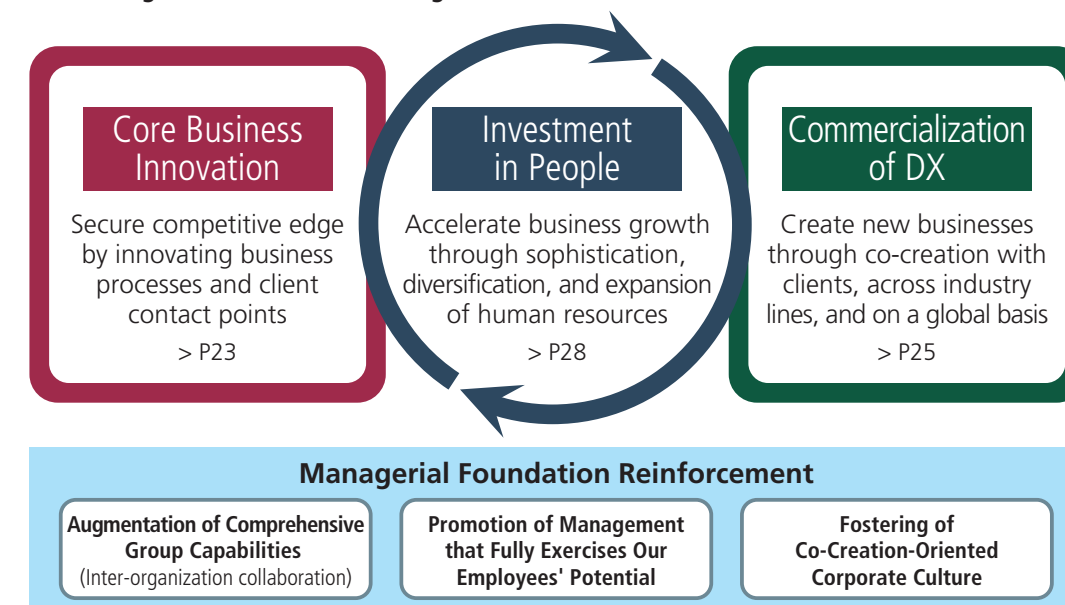 Core Business
Innovation
Secure competitive edge
by innovating business
processes and client
contact points
> P23
Investment
in People
Accelerate business growth
through sophistication,
diversification, and expansion
of human resources
> P28
Commercialization
of DX
Create new businesses
through co-creation with
clients, across industry
lines, and on a global basis
> P25
Managerial Foundation Reinforcement
Augmentation of Comprehensive
Group Capabilities
(Inter-organization collaboration)
Promotion of Management
that Fully Exercises Our
Employees' Potential
Fostering of
Co-Creation-Oriented
Corporate Culture